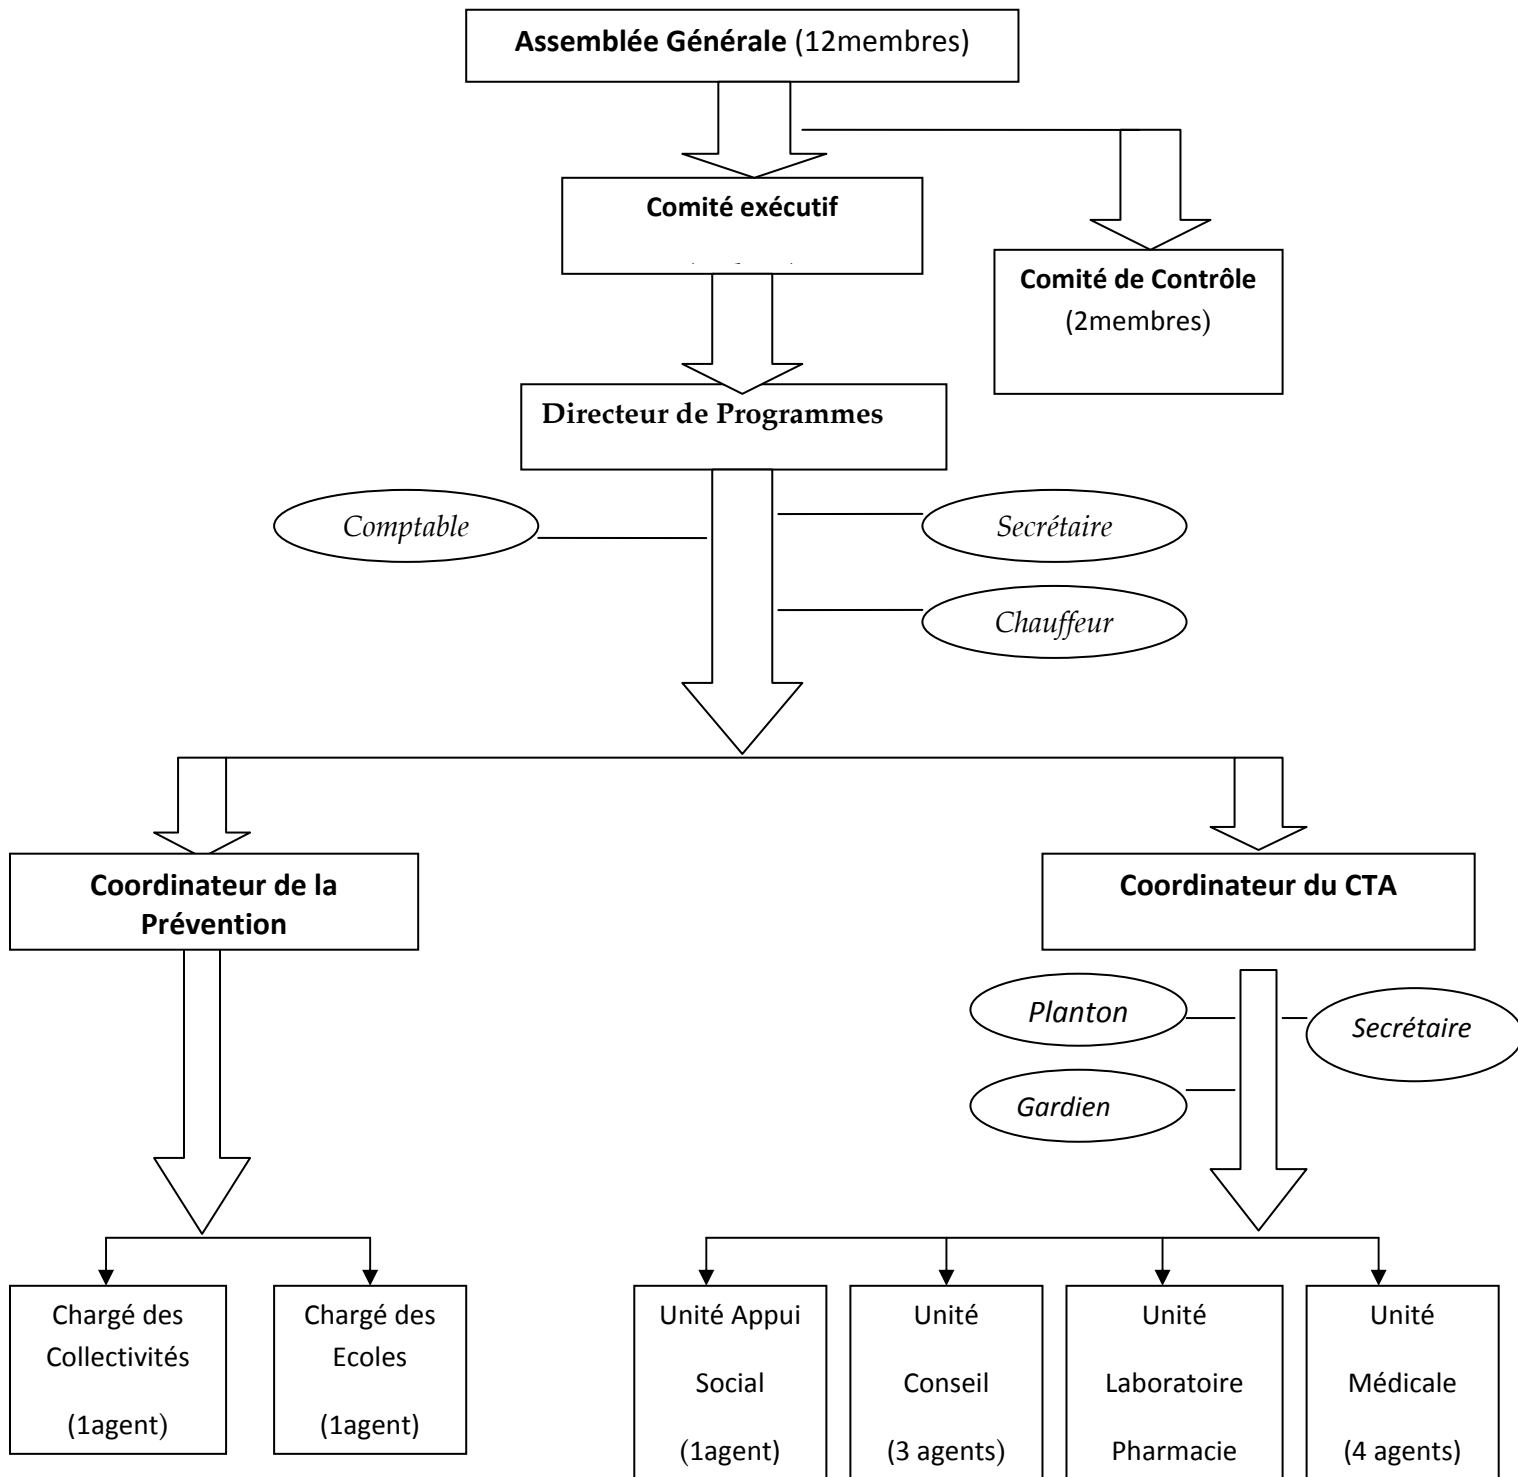 Assemblée Générale (12membres)
Comité exécutif
Comité de Contrôle
(2membres)
Directeur de Programmes
Comptable
Secrétaire
Chauffeur
Coordinateur de la
Prévention
Coordinateur du CTA
Planton
Secrétaire
Gardien
Chargé des
Collectivités
(1agent)
Chargé des
Ecoles
(1agent)
Unité Appui
Social
(1agent)
Unité
Conseil
(3 agents)
Unité
Laboratoire
Pharmacie
Unité
Médicale
(4 agents)